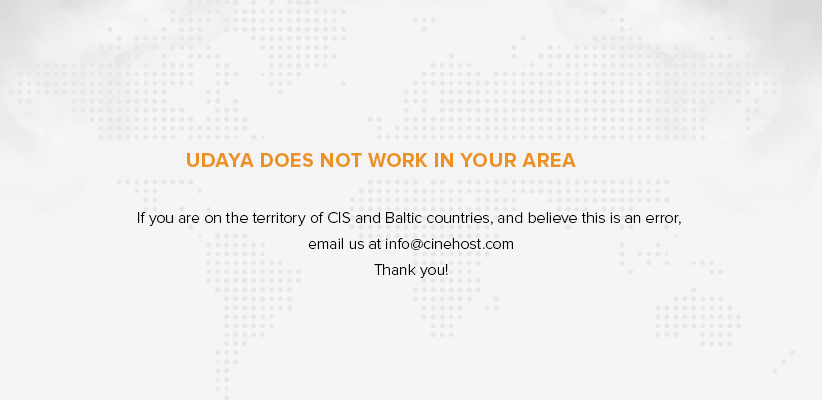 UDAYA DOES NOT WORK IN YOUR AREA
If you are on the territory of CIS and Baltic countries, and believe this is an error,
email us at info@cinehost.com
Thank you!